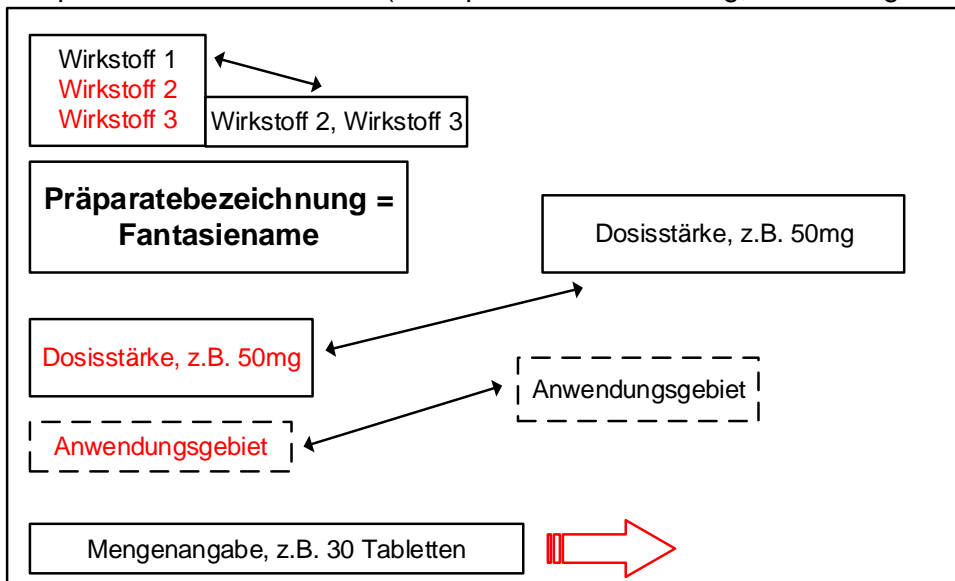 Wirkstoff 1
Wirkstoff 2
Wirkstoff 3
Wirkstoff 2, Wirkstoff 3
Präparatebezeichnung =
Fantasiename
Dosisstärke, z.B. 50mg
Dosisstärke, z.B. 50mg
Anwendungsgebiet
Anwendungsgebiet
Mengenangabe, z.B. 30 Tabletten